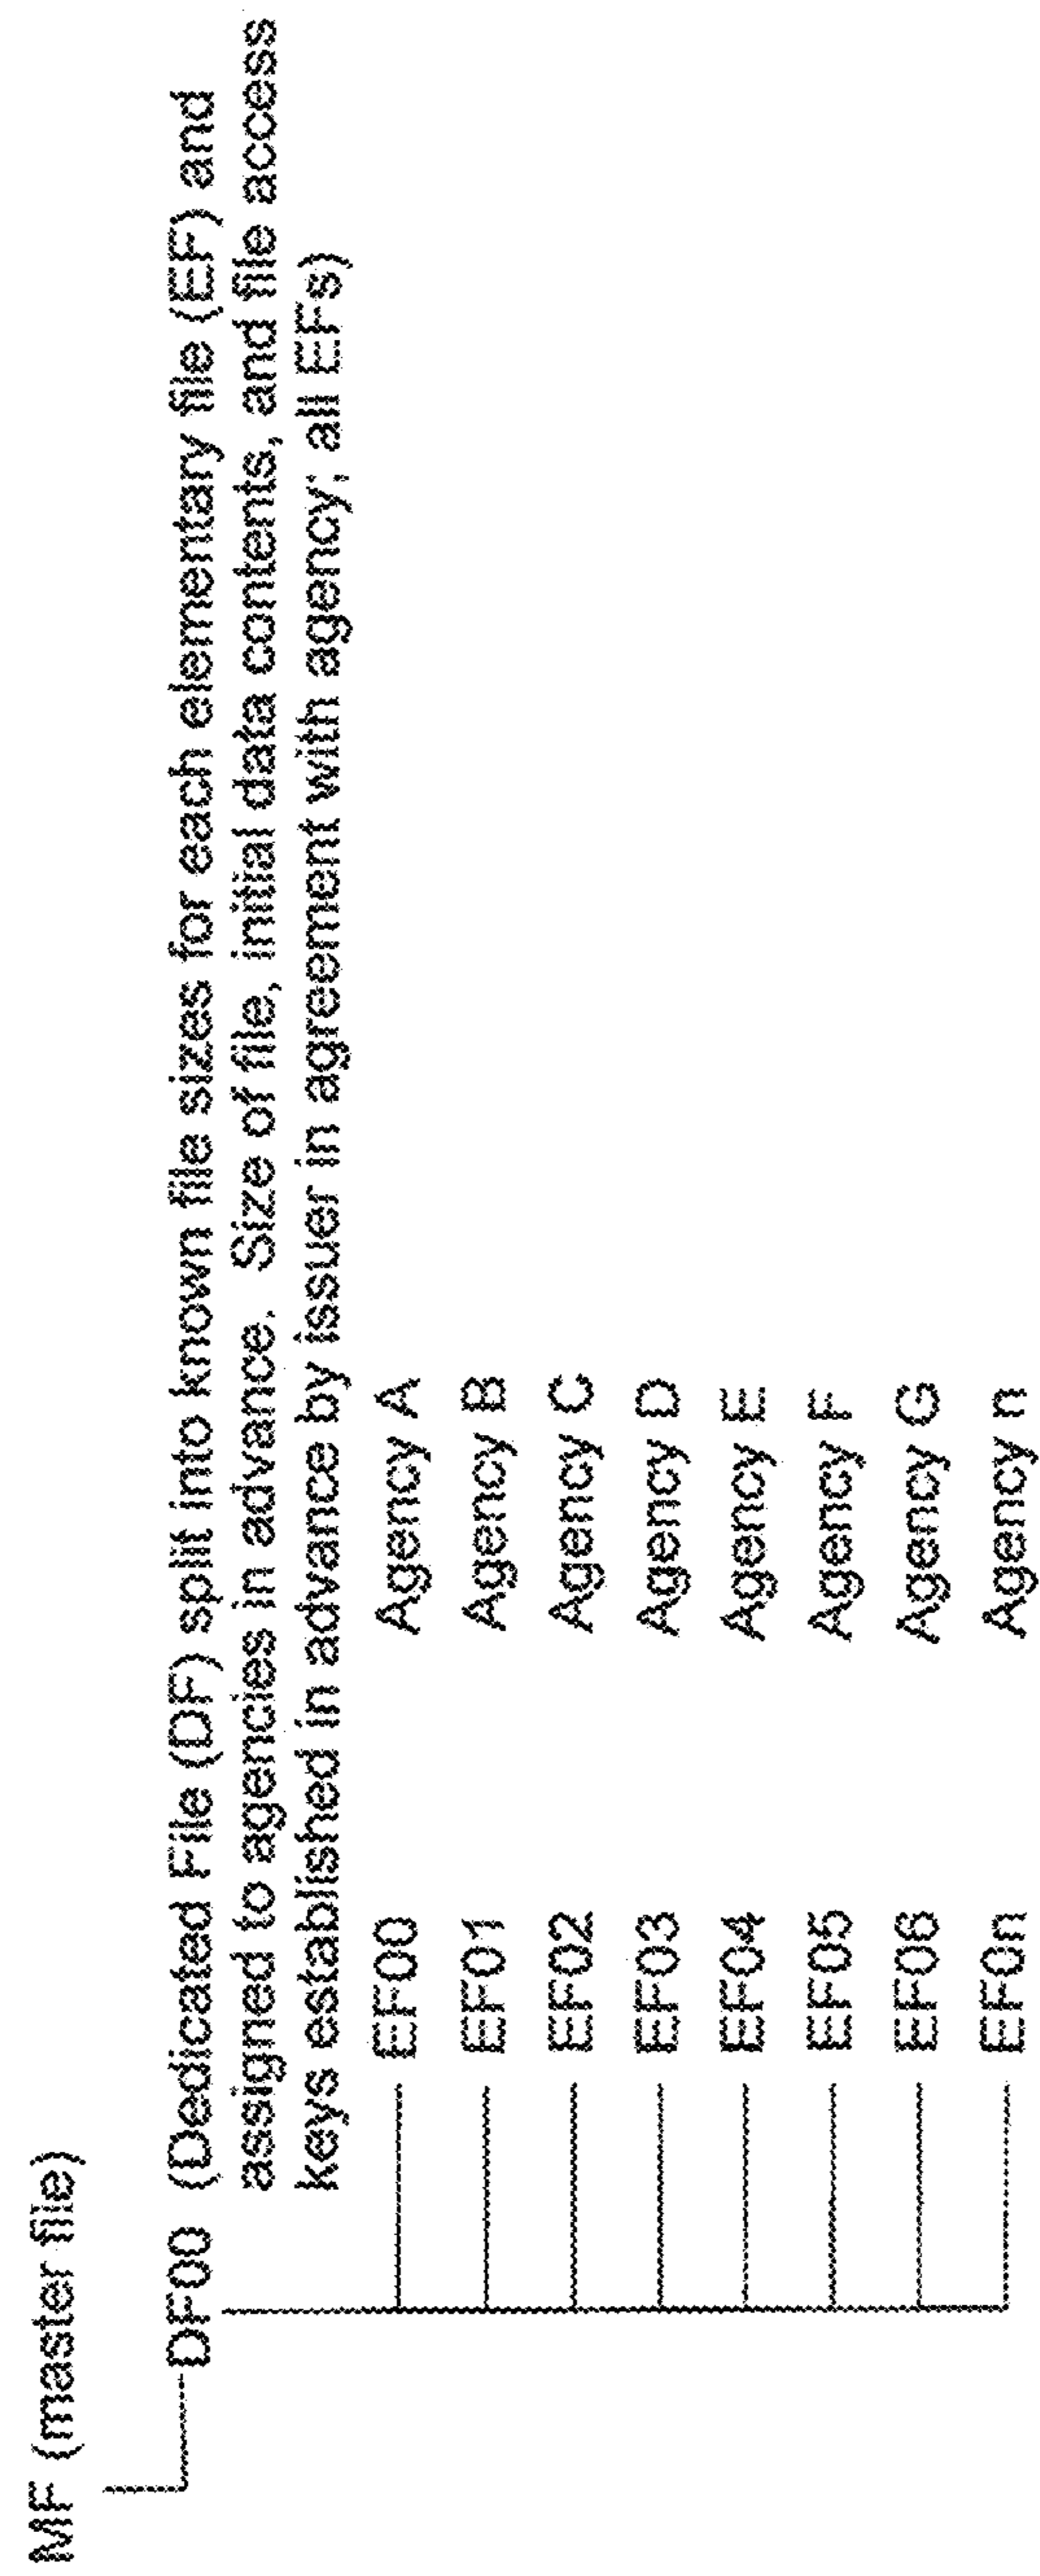 MF (master file)
DF00 (Dedicated File (DF) split into known file sizes for each elementary file (EF) and
assigned to agencies in advance. Size of file, initial data contents, and file access
keys established in advance by issuer in agreement with agency; all EFs)
EF00 Agency A
EF01 Agency B
EF02 Agency C
EF03 Agency D
EF04 Agency E
EF05 Agency F
EF06 Agency G
EF0n Agency n